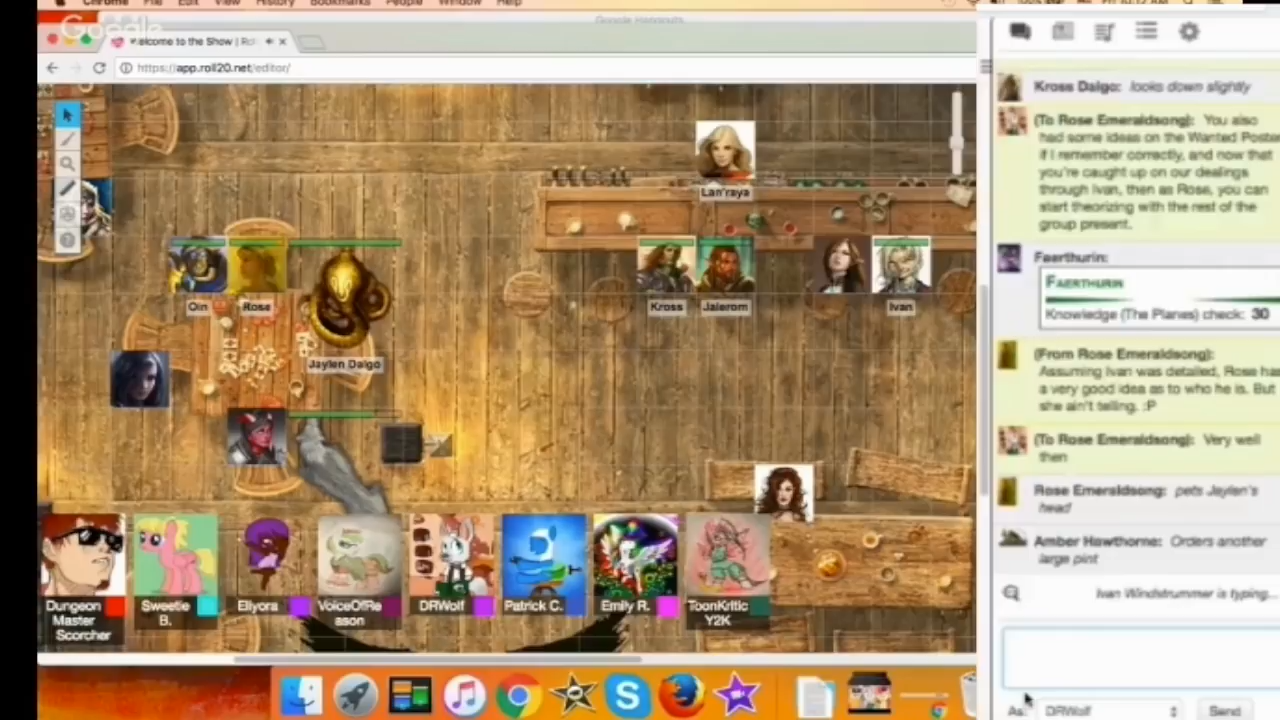 Chrome File Edit View History Bookmarks People Window Help
Google Hangouts
Google
Welcome to the Show | Rol
https://app.roll20.net/editor/
Lan'raya
Oin
Rose
Kross
Jalerom
Ivan
Jaylen Dalgo
Dungeon
Master
Scorcher
Sweetie
B.
Ellyora
VoiceOfRe
ason
DRWolf
Patrick C.
Emily R.
ToonKritic
Y2K
Kross Dalgo: looks down slightly
(To Rose Emeraldsong): You also
had some ideas on the Wanted Poster
if I remember correctly, and now that
you're caught up on our dealings
through Ivan, then as Rose, you can
start theorizing with the rest of the
group present.
Faerthurin:
FAERTHURIN
Knowledge (The Planes) check: 30
(From Rose Emeraldsong):
Assuming Ivan was detailed, Rose has
a very good idea as to who he is. But
she ain't telling. :P
(To Rose Emeraldsong): Very well
then
Rose Emeraldsong: pets Jaylen's
head
Amber Hawthorne: Orders another
large pint
Ivan Windstrummer is typing...
As: DRWolf
Send